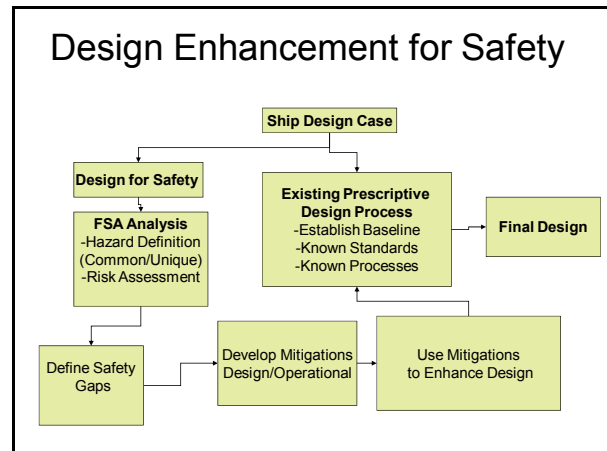 Design Enhancement for Safety
Ship Design Case
Design for Safety
FSA Analysis
-Hazard Definition
(Common/Unique)
-Risk Assessment
Existing Prescriptive
Design Process
-Establish Baseline
-Known Standards
-Known Processes
Final Design
Define Safety
Gaps
Develop Mitigations
Design/Operational
Use Mitigations
to Enhance Design